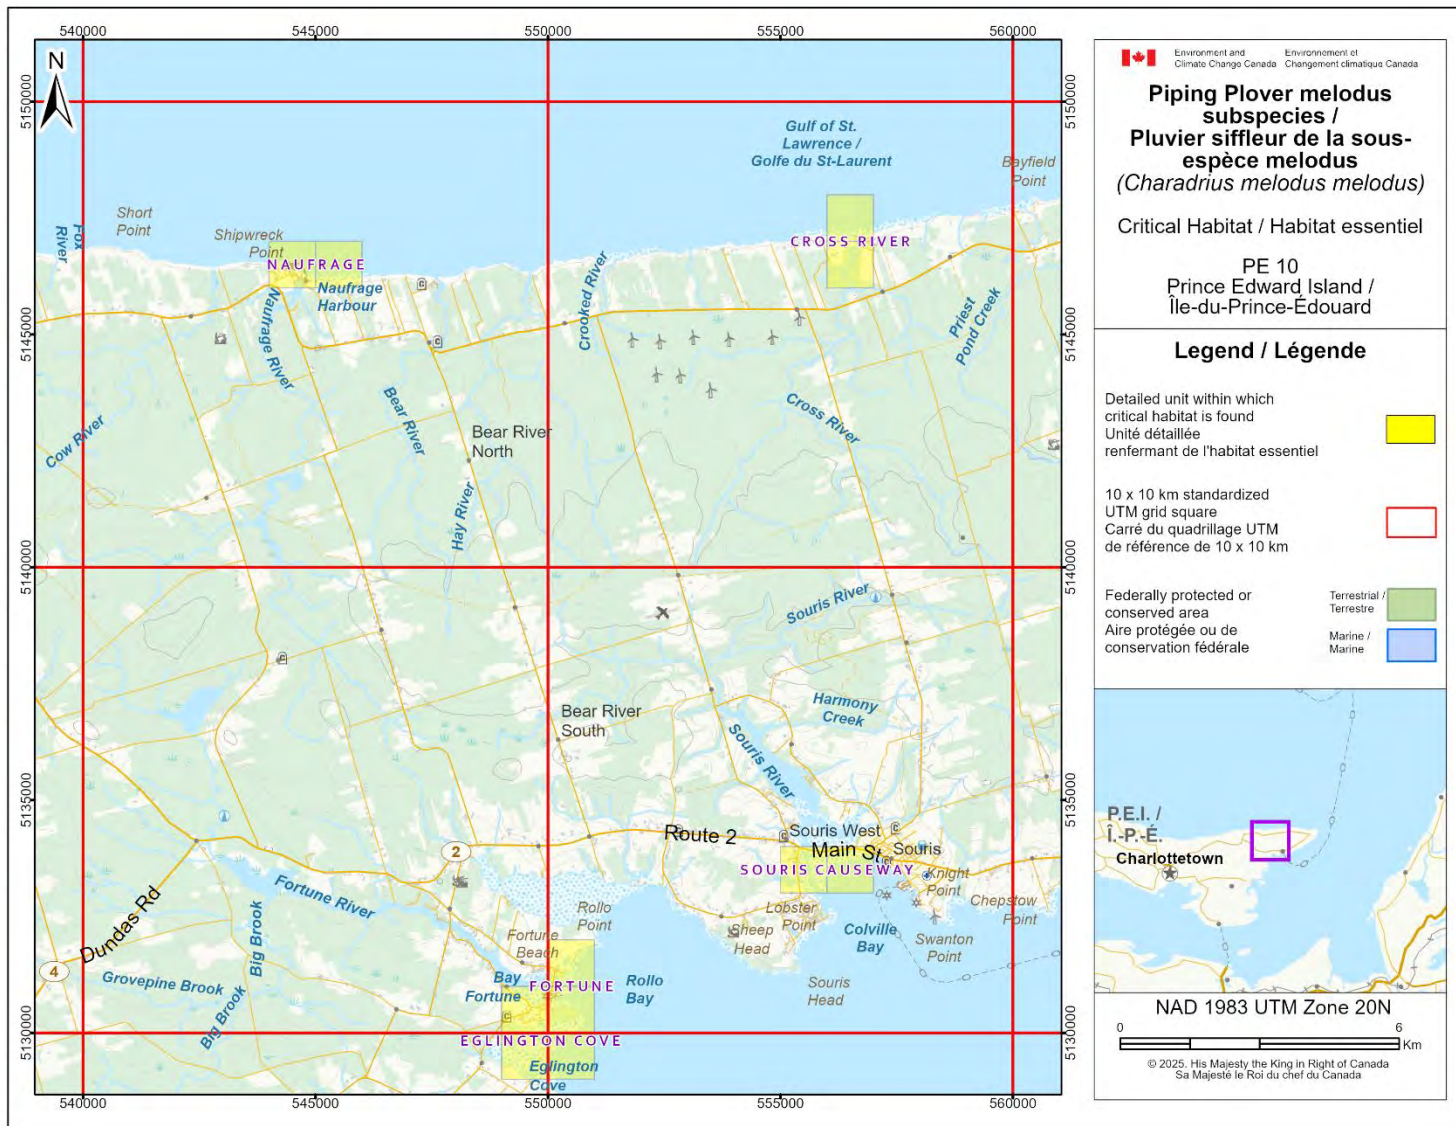 540000
545000
550000
555000
560000
N
5150000
5150000
Gulf of St.
Lawrence /
Golfe du St-Laurent
Bayfield
Point
Short
Point
Fox
River
Shipwreck
Point
NAUFRAGE
Naufrage
Harbour
CROSS RIVER
Crooked River
Priest
Pond Creek
Naufrage River
5145000
5145000
Bear River
Cross River
Cow River
Bear River
North
Hay River
5140000
5140000
Souris River
Harmony
Creek
Bear River
South
Souris River
5135000
5135000
Route 2
Souris West
Main St
Souris
2
SOURIS CAUSEWAY
Knight
Point
Fortune River
Dundas Rd
Big Brook
Rollo
Point
Lobster
Point
Chepstow
Point
Sheep
Head
Colville
Bay
Swanton
Point
Fortune
Beach
4
Grovepine Brook
Bay
Fortune
FORTUNE
Rollo
Bay
Souris
Head
Big Brook
5130000
5130000
EGLINGTON COVE
Eglington
Cove
540000
545000
550000
555000
560000
Environment and
Climate Change Canada
Environnement et
Changement climatique Canada
Piping Plover melodus
subspecies /
Pluvier siffleur de la sous-
espèce melodus
(Charadrius melodus melodus)
Critical Habitat / Habitat essentiel
PE 10
Prince Edward Island /
Île-du-Prince-Édouard
Legend / Légende
Detailed unit within which
critical habitat is found
Unité détaillée
renfermant de l'habitat essentiel
10 x 10 km standardized
UTM grid square
Carré du quadrillage UTM
de référence de 10 x 10 km
Federally protected or
conserved area
Aire protégée ou de
conservation fédérale
Terrestrial /
Terrestre
Marine /
Marine
P.E.I. /
Î.-P.-É.
Charlottetown
NAD 1983 UTM Zone 20N
0
6
Km
© 2025. His Majesty the King in Right of Canada
Sa Majesté le Roi du chef du Canada